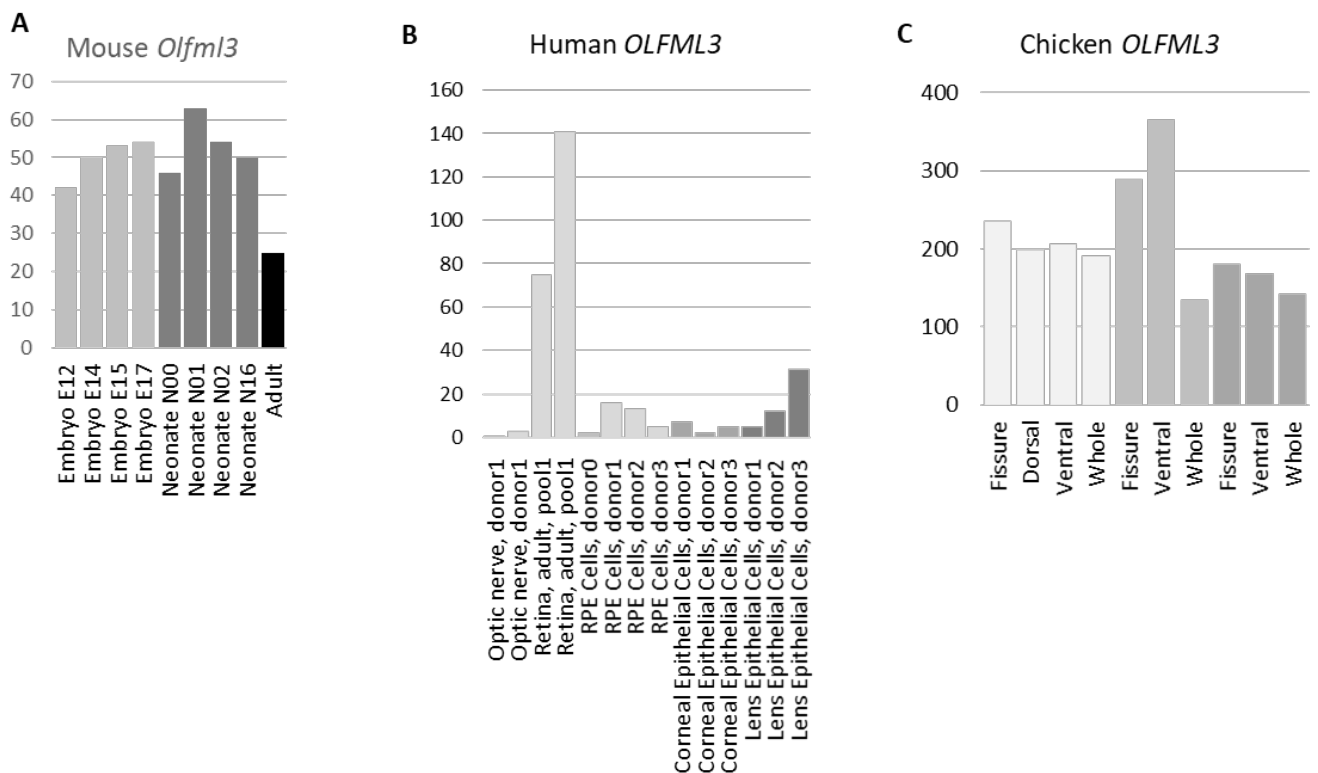 A
Mouse Olfml3
70
60
50
40
30
20
10
0
Embryo E12
Embryo E14
Embryo E15
Embryo E17
Neonate N00
Neonate N01
Neonate N02
Neonate N16
Adult
B
Human OLFML3
160
140
120
100
80
60
40
20
0
Optic nerve, donor1
Optic nerve, donor1
Retina, adult, pool1
Retina, adult, pool1
RPE Cells, donor0
RPE Cells, donor1
RPE Cells, donor2
RPE Cells, donor3
Corneal Epithelial Cells, donor1
Corneal Epithelial Cells, donor2
Corneal Epithelial Cells, donor3
Lens Epithelial Cells, donor1
Lens Epithelial Cells, donor2
Lens Epithelial Cells, donor3
C
Chicken OLFML3
400
300
200
100
0
Fissure
Dorsal
Ventral
Whole
Fissure
Ventral
Whole
Fissure
Ventral
Whole